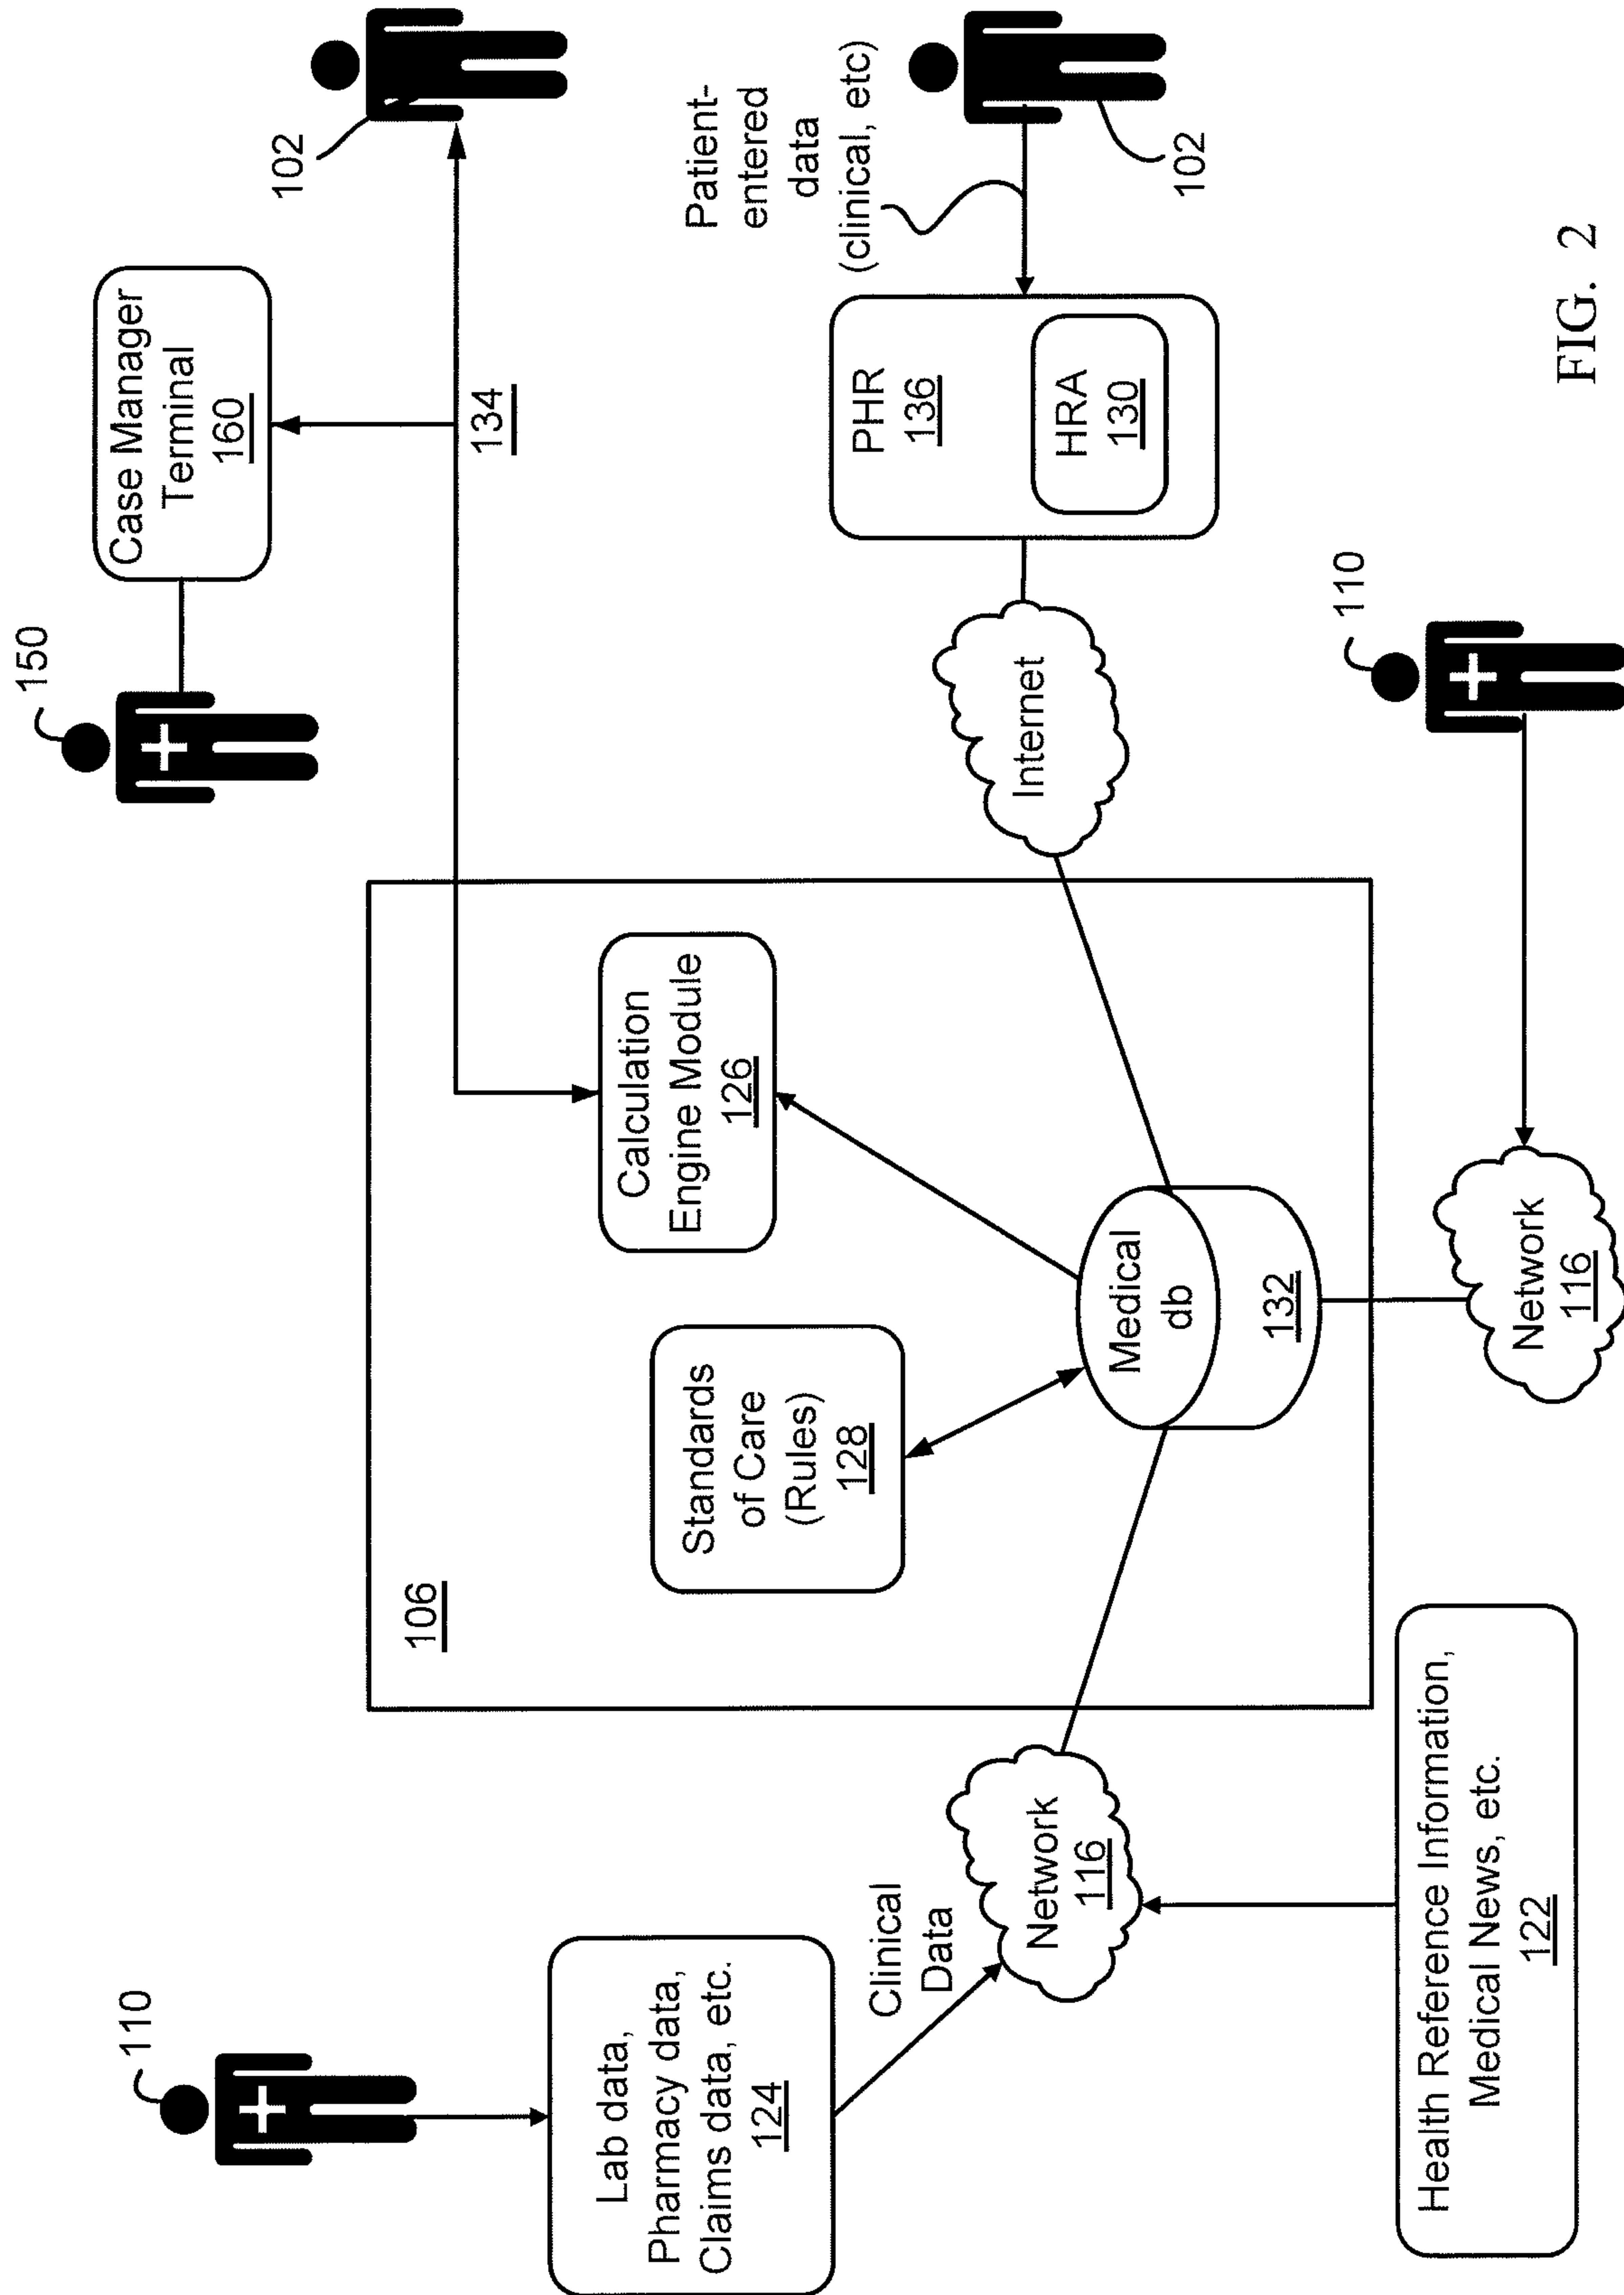 150
Case Manager
Terminal
160
102
134
110
Lab data,
Pharmacy data,
Claims data, etc.
124
Clinical
Data
Network
116
Health Reference Information,
Medical News, etc.
122
106
Standards
of Care
(Rules)
128
Calculation
Engine Module
126
Medical
db
132
Internet
PHR
136
HRA
130
Patient-
entered
data
(clinical, etc)
102
Network
116
110
FIG. 2